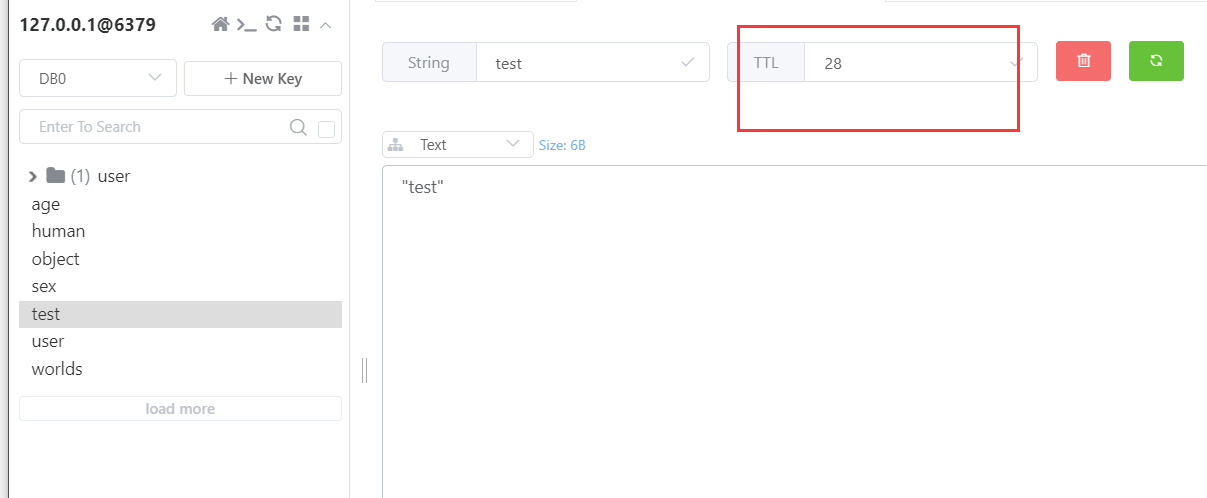 127.0.0.1@6379
DB0
+ New Key
Enter To Search
(1) user
age
human
object
sex
test
user
worlds
load more
String test
TTL 28
Text
Size: 6B
"test"